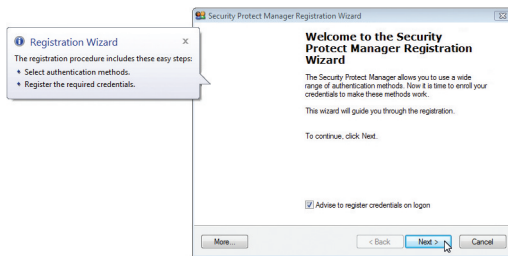 Security Protect Manager Registration Wizard
Registration Wizard
The registration procedure includes these easy steps:
Select authentication methods.
Register the required credentials.
Welcome to the Security
Protect Manager Registration
Wizard
The Security Protect Manager allows you to use a wide
range of authentication methods. Now it is time to enroll your
credentials to make these methods work.
This wizard will guide you through the registration.
To continue, click Next.
Advise to register credentials on logon
More...
< Back
Next >
Cancel